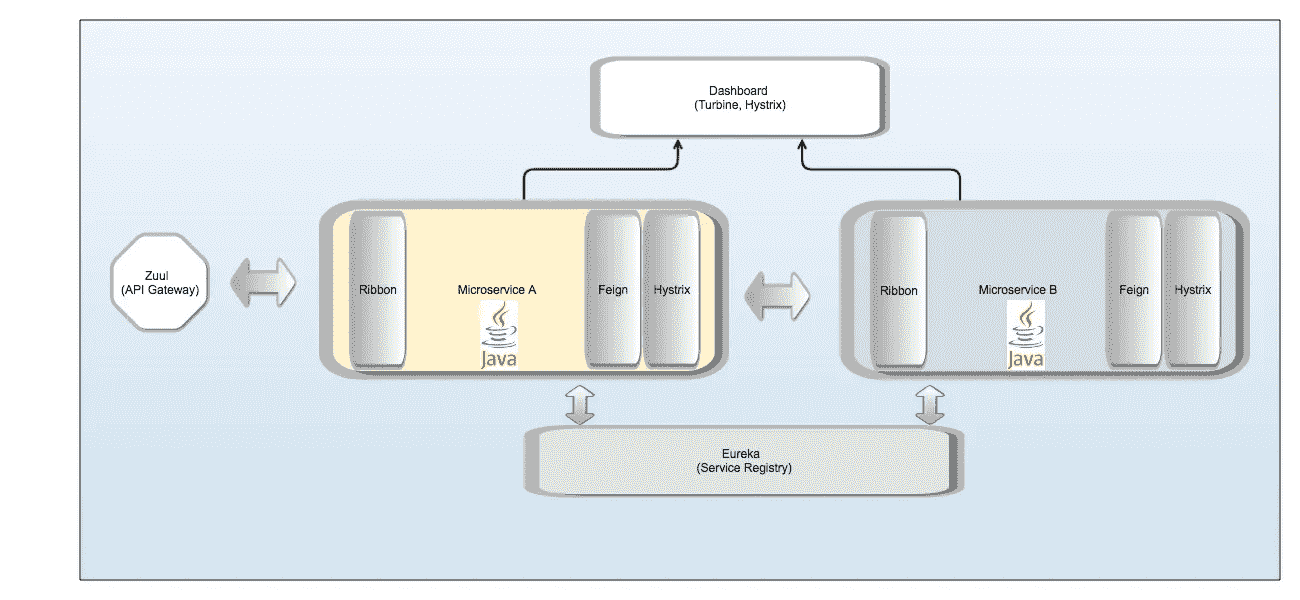 Dashboard
(Turbine, Hystrix)
Zuul
(API Gateway)
Ribbon
Microservice A
Java
Feign
Hystrix
Ribbon
Microservice B
Java
Feign
Hystrix
Eureka
(Service Registry)